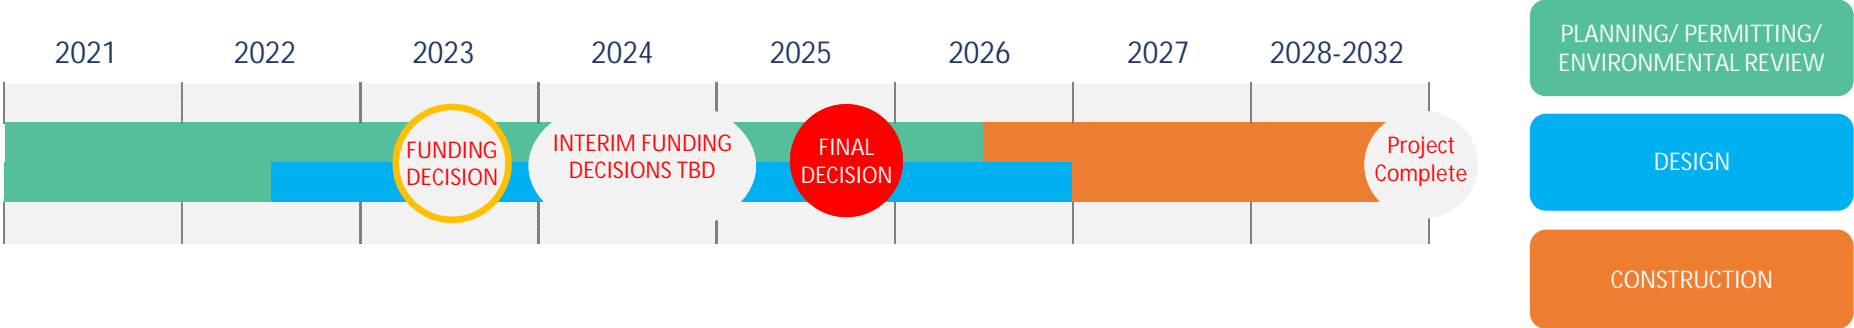 2021 2022 2023 2024 2025 2026 2027 2028-2032
FUNDING
DECISION
INTERIM FUNDING
DECISIONS TBD
FINAL
DECISION
Project
Complete
PLANNING/ PERMITTING/
ENVIRONMENTAL REVIEW
DESIGN
CONSTRUCTION